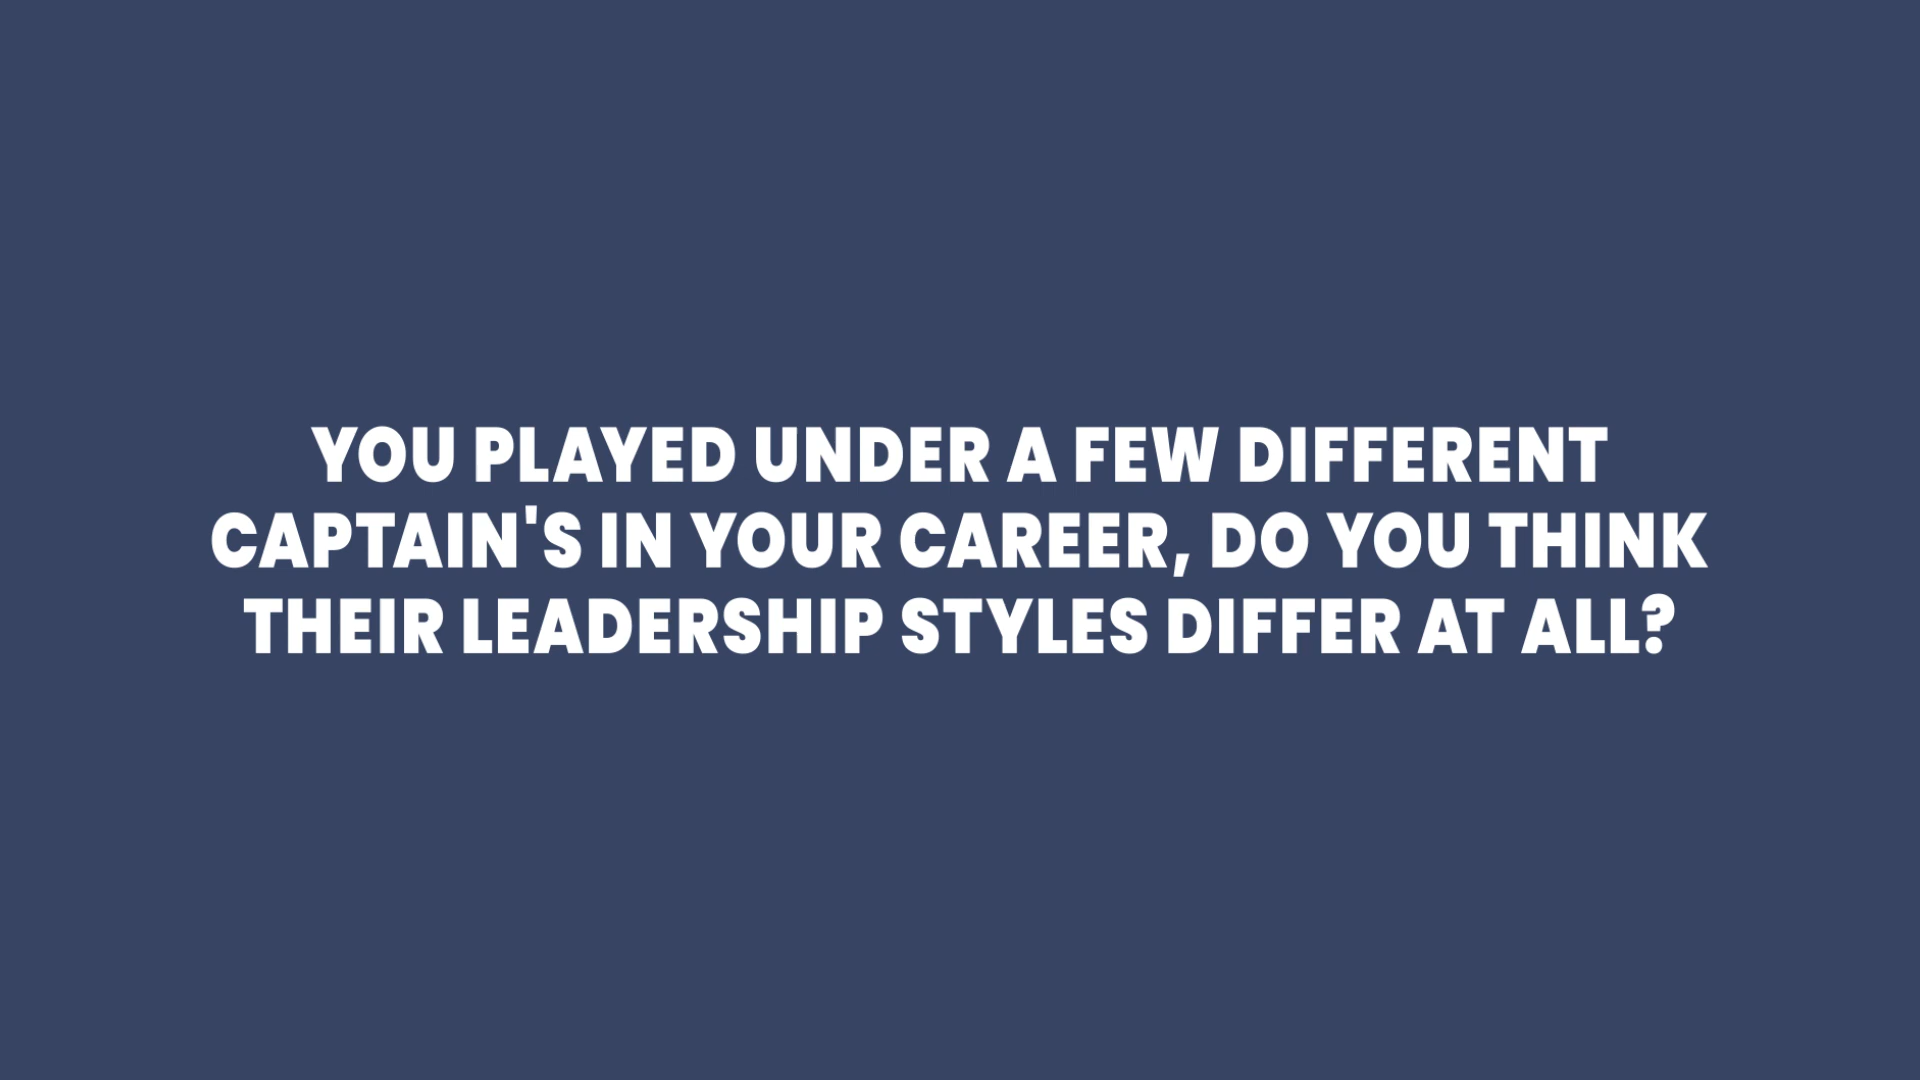 YOU PLAYED UNDER A FEW DIFFERENT
CAPTAIN'S IN YOUR CAREER, DO YOU THINK
THEIR LEADERSHIP STYLES DIFFER AT ALL?